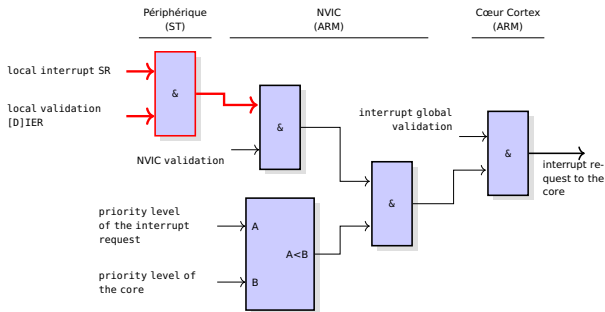 Périphérique
(ST)
NVIC
(ARM)
Cœur Cortex
(ARM)
local interrupt SR
local validation
[D]IER
&
NVIC validation
&
interrupt global
validation
&
interrupt re-
quest to the
core
&
priority level
of the interrupt
request
A
A<B
priority level of
the core
B